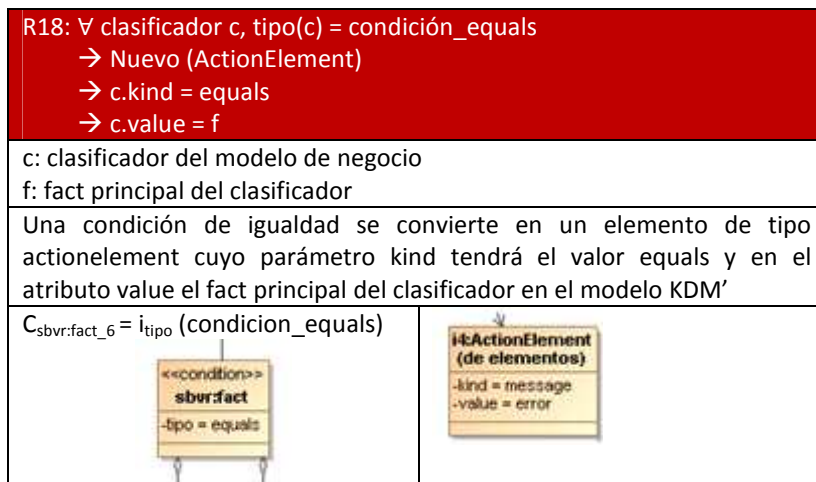 R18: ∀ clasificador c, tipo(c) = condición_equals
→ Nuevo (ActionElement)
→ c.kind = equals
→ c.value = f
c: clasificador del modelo de negocio
f: fact principal del clasificador
Una condición de igualdad se convierte en un elemento de tipo
actionelement cuyo parámetro kind tendrá el valor equals y en el
atributo value el fact principal del clasificador en el modelo KDM’
Csbvr:fact_6 = itipo (condicion_equals)
<<condition>>
sbvr:fact
-tipo = equals
i4:ActionElement
(de elementos)
-kind = message
-value = error